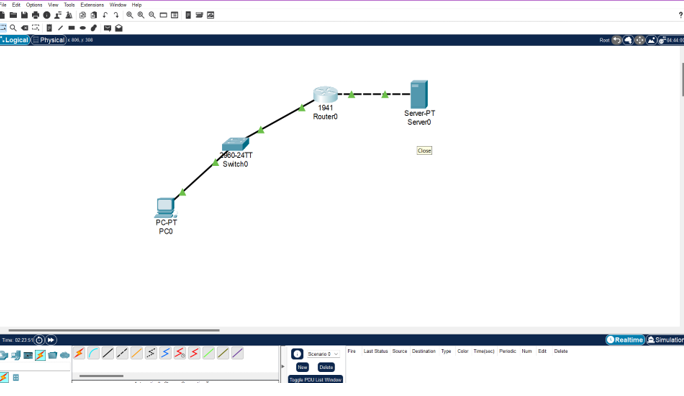 File Edit Options View Tools Extensions Window Help
?
Logical Physical x 800, y 300
Root
1941
Router0
Server-PT
Server0
Close
2960-24TT
Switch0
PC-PT
PC0
Time: 02:23:51
Realtime Simulation
Scenario 0
New Delete
Toggle PDU List Window
Fire Last Status Source Destination Type Color Time(sec) Periodic Num Edit Delete